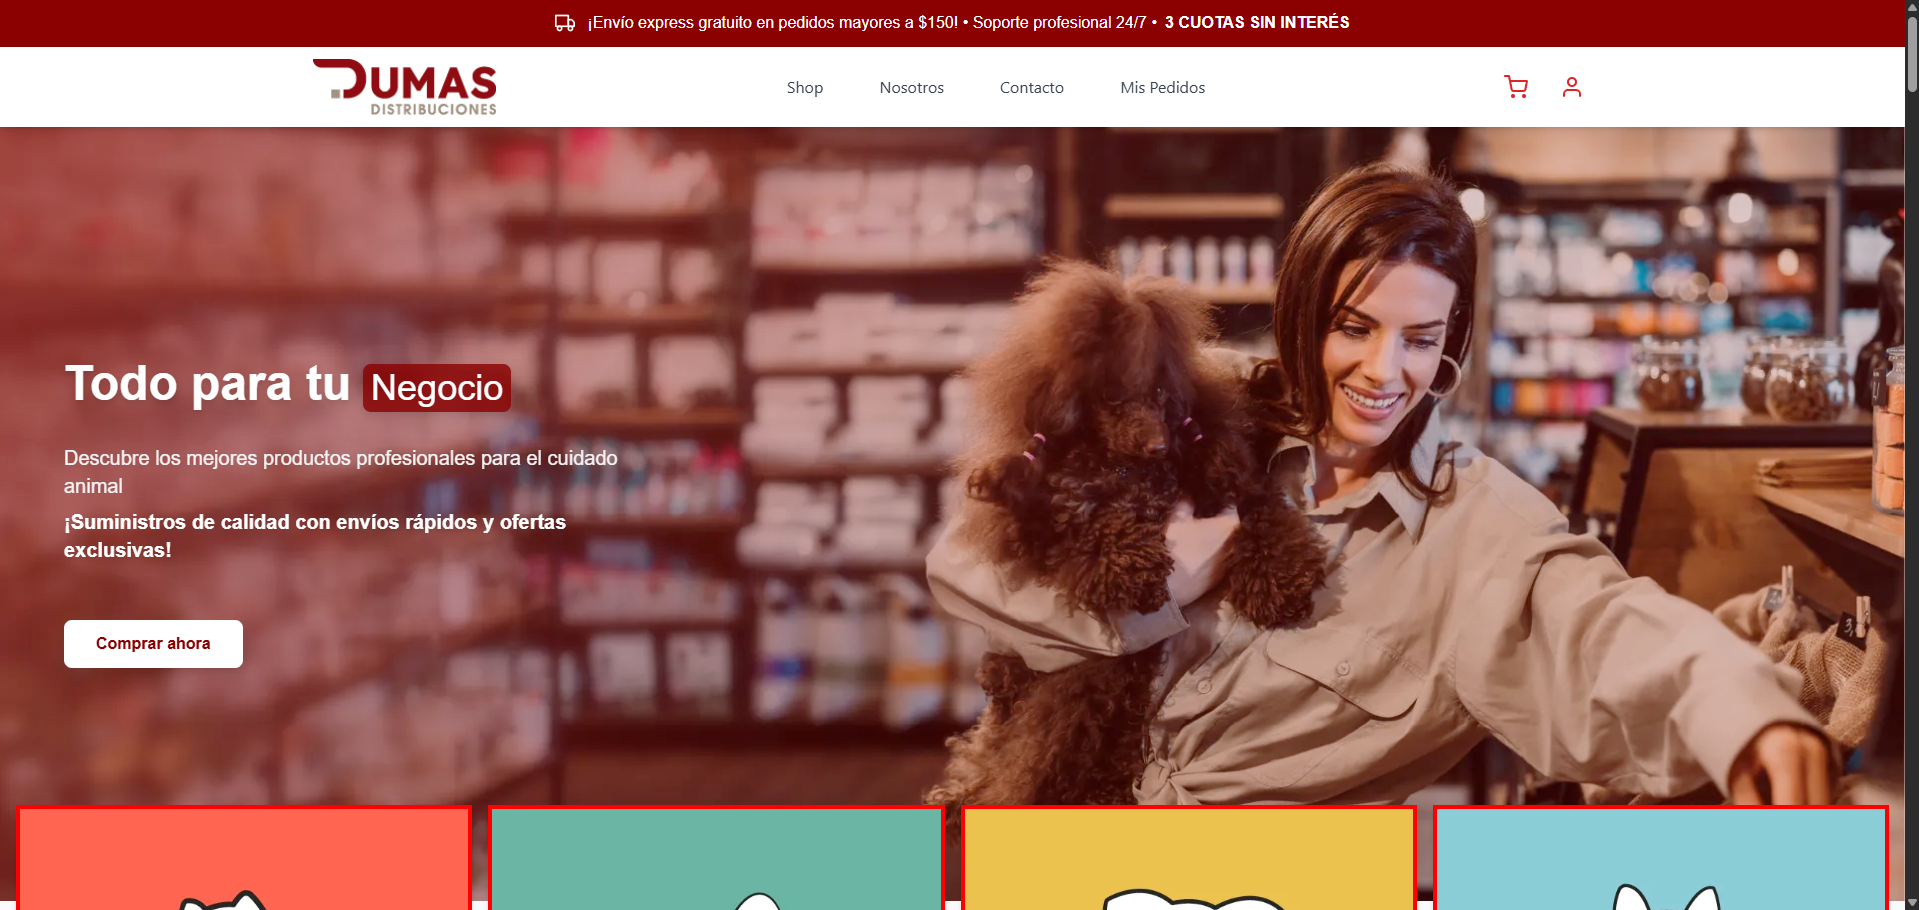 ¡Envío express gratuito en pedidos mayores a $150! • Soporte profesional 24/7 • 3 CUOTAS SIN INTERÉS
DUMAS
DISTRIBUCIONES
Shop
Nosotros
Contacto
Mis Pedidos
Todo para tu Negocio
Descubre los mejores productos profesionales para el cuidado
animal
¡Suministros de calidad con envíos rápidos y ofertas
exclusivas!
Comprar ahora